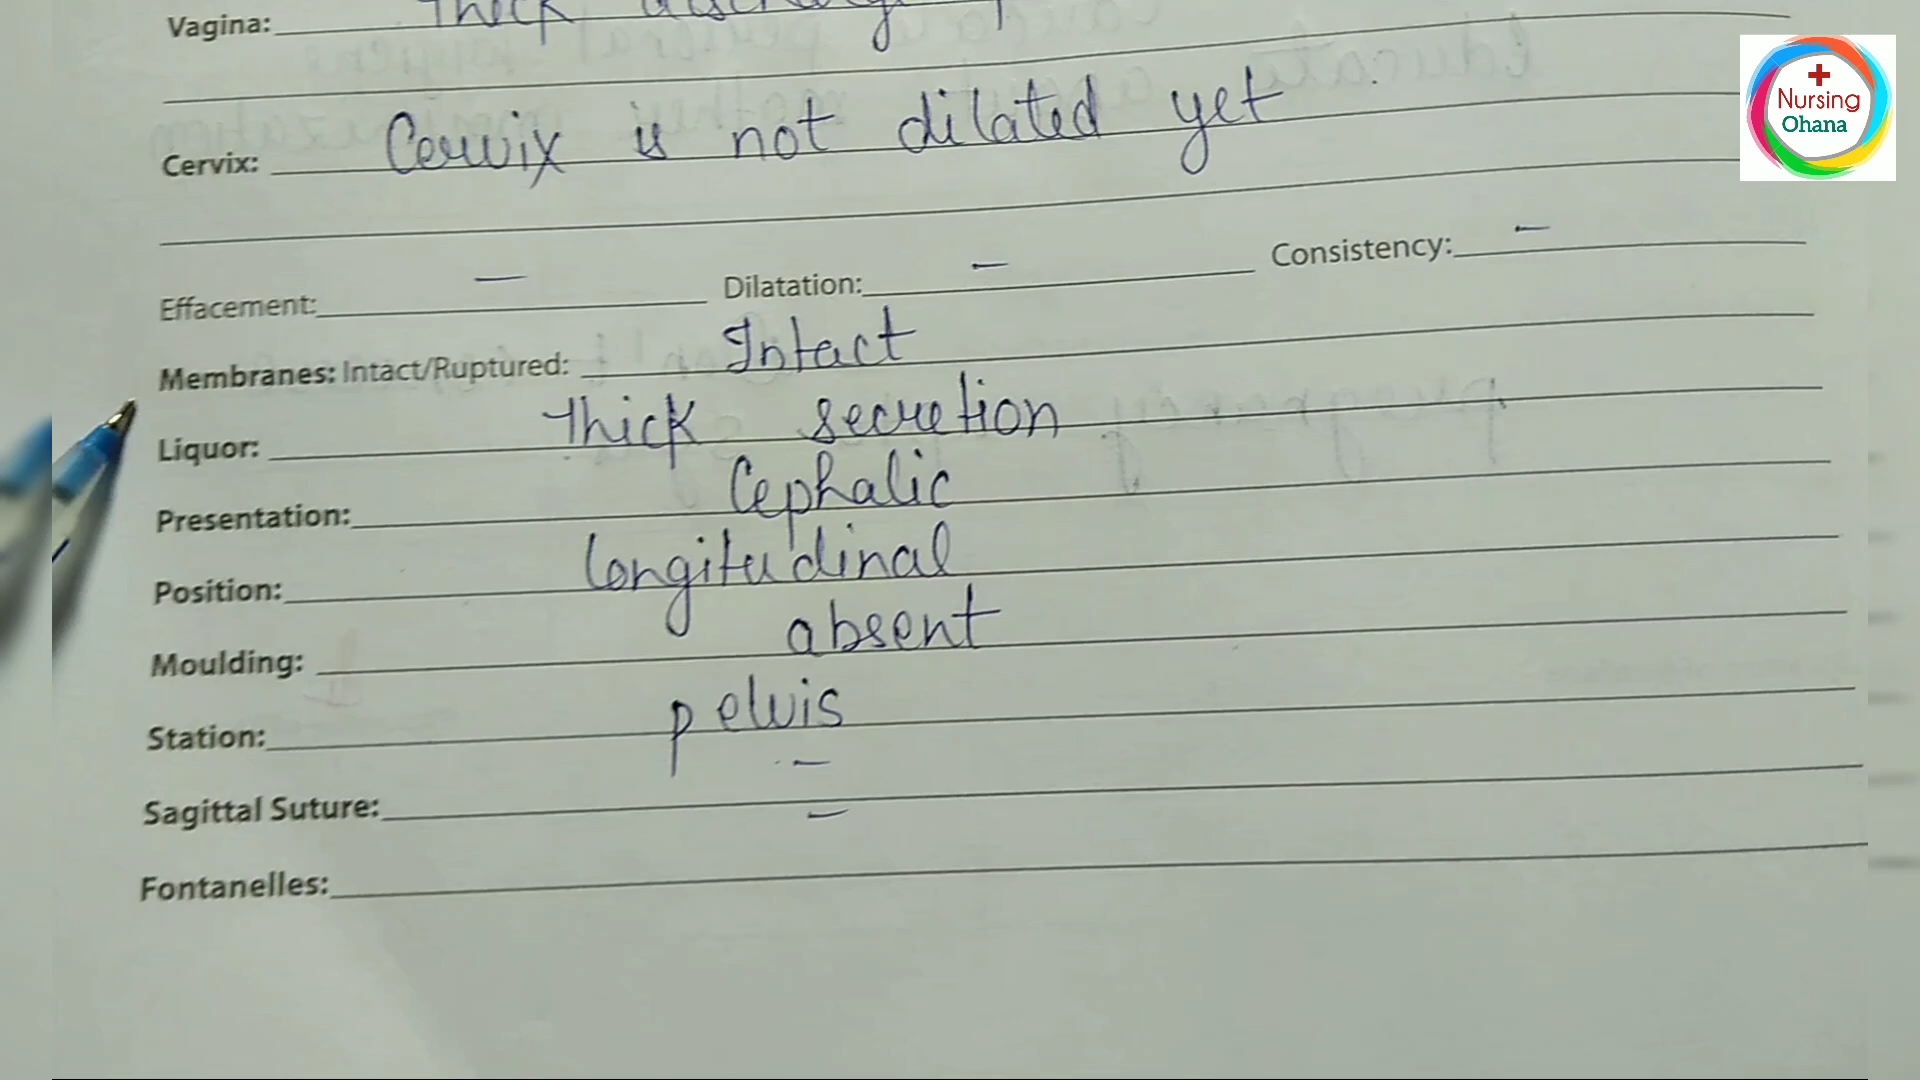 Vagina: Thick
Cervix: Cervix is not dilated yet
Effacement: — Dilatation: — Consistency: —
Membranes: Intact/Ruptured: Intact
Liquor: Thick secretion
Presentation: Cephalic
Position: longitudinal
Moulding: absent
Station: pelvis
Sagittal Suture: —
Fontanelles: —
Nursing
Ohana